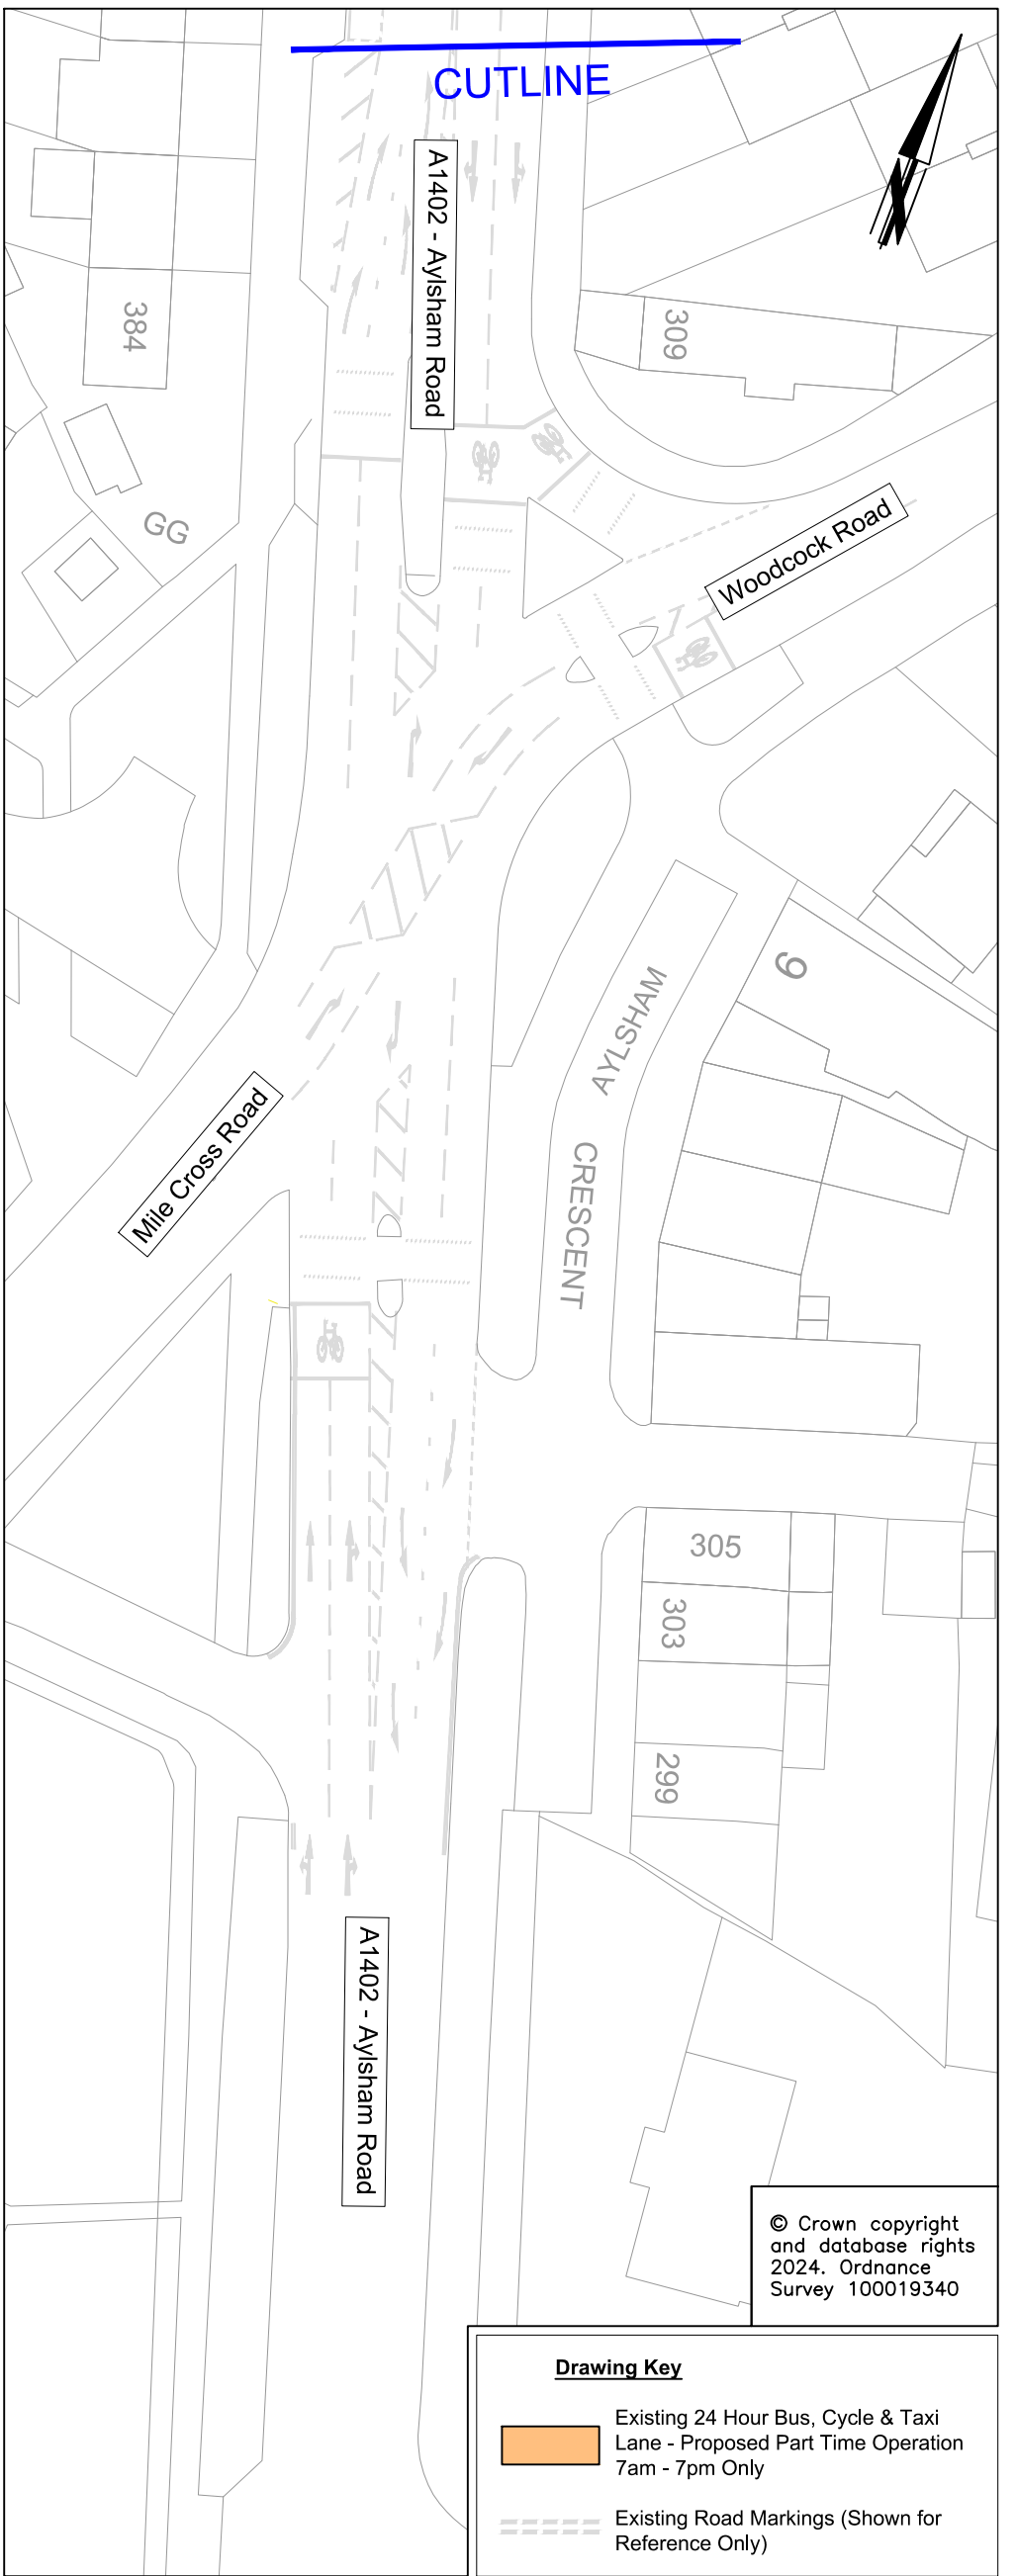 CUTLINE
A1402 - Aylsham Road
N
384
309
GG
Woodcock Road
9
AYLSHAM
CRESCENT
Mile Cross Road
305
303
299
A1402 - Aylsham Road
© Crown copyright
and database rights
2024. Ordnance
Survey 100019340
Drawing Key
Existing 24 Hour Bus, Cycle & Taxi
Lane - Proposed Part Time Operation
7am - 7pm Only
Existing Road Markings (Shown for
Reference Only)